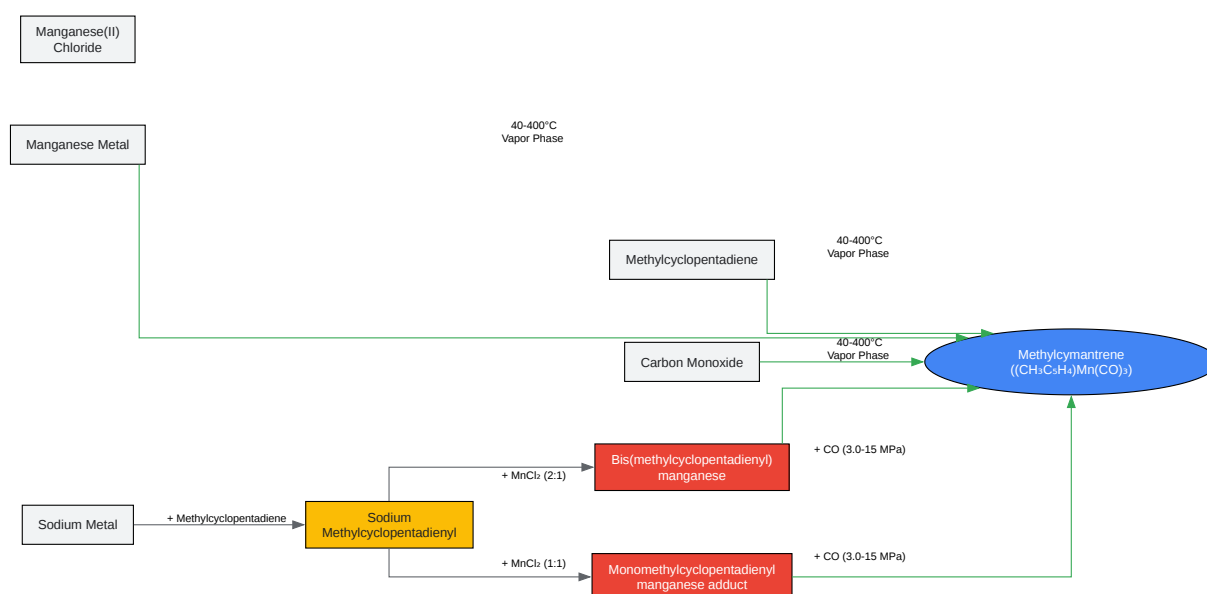 Manganese(II)
Chloride
Manganese Metal
40-400°C
Vapor Phase
Methylcyclopentadiene
40-400°C
Vapor Phase
Carbon Monoxide
40-400°C
Vapor Phase
Methylcymantrene
((CH₃C₅H₄)Mn(CO)₃)
Bis(methylcyclopentadienyl)
manganese
+ CO (3.0-15 MPa)
+ MnCl₂ (2:1)
Sodium Metal
+ Methylcyclopentadiene
Sodium
Methylcyclopentadienyl
+ MnCl₂ (1:1)
Monomethylcyclopentadienyl
manganese adduct
+ CO (3.0-15 MPa)